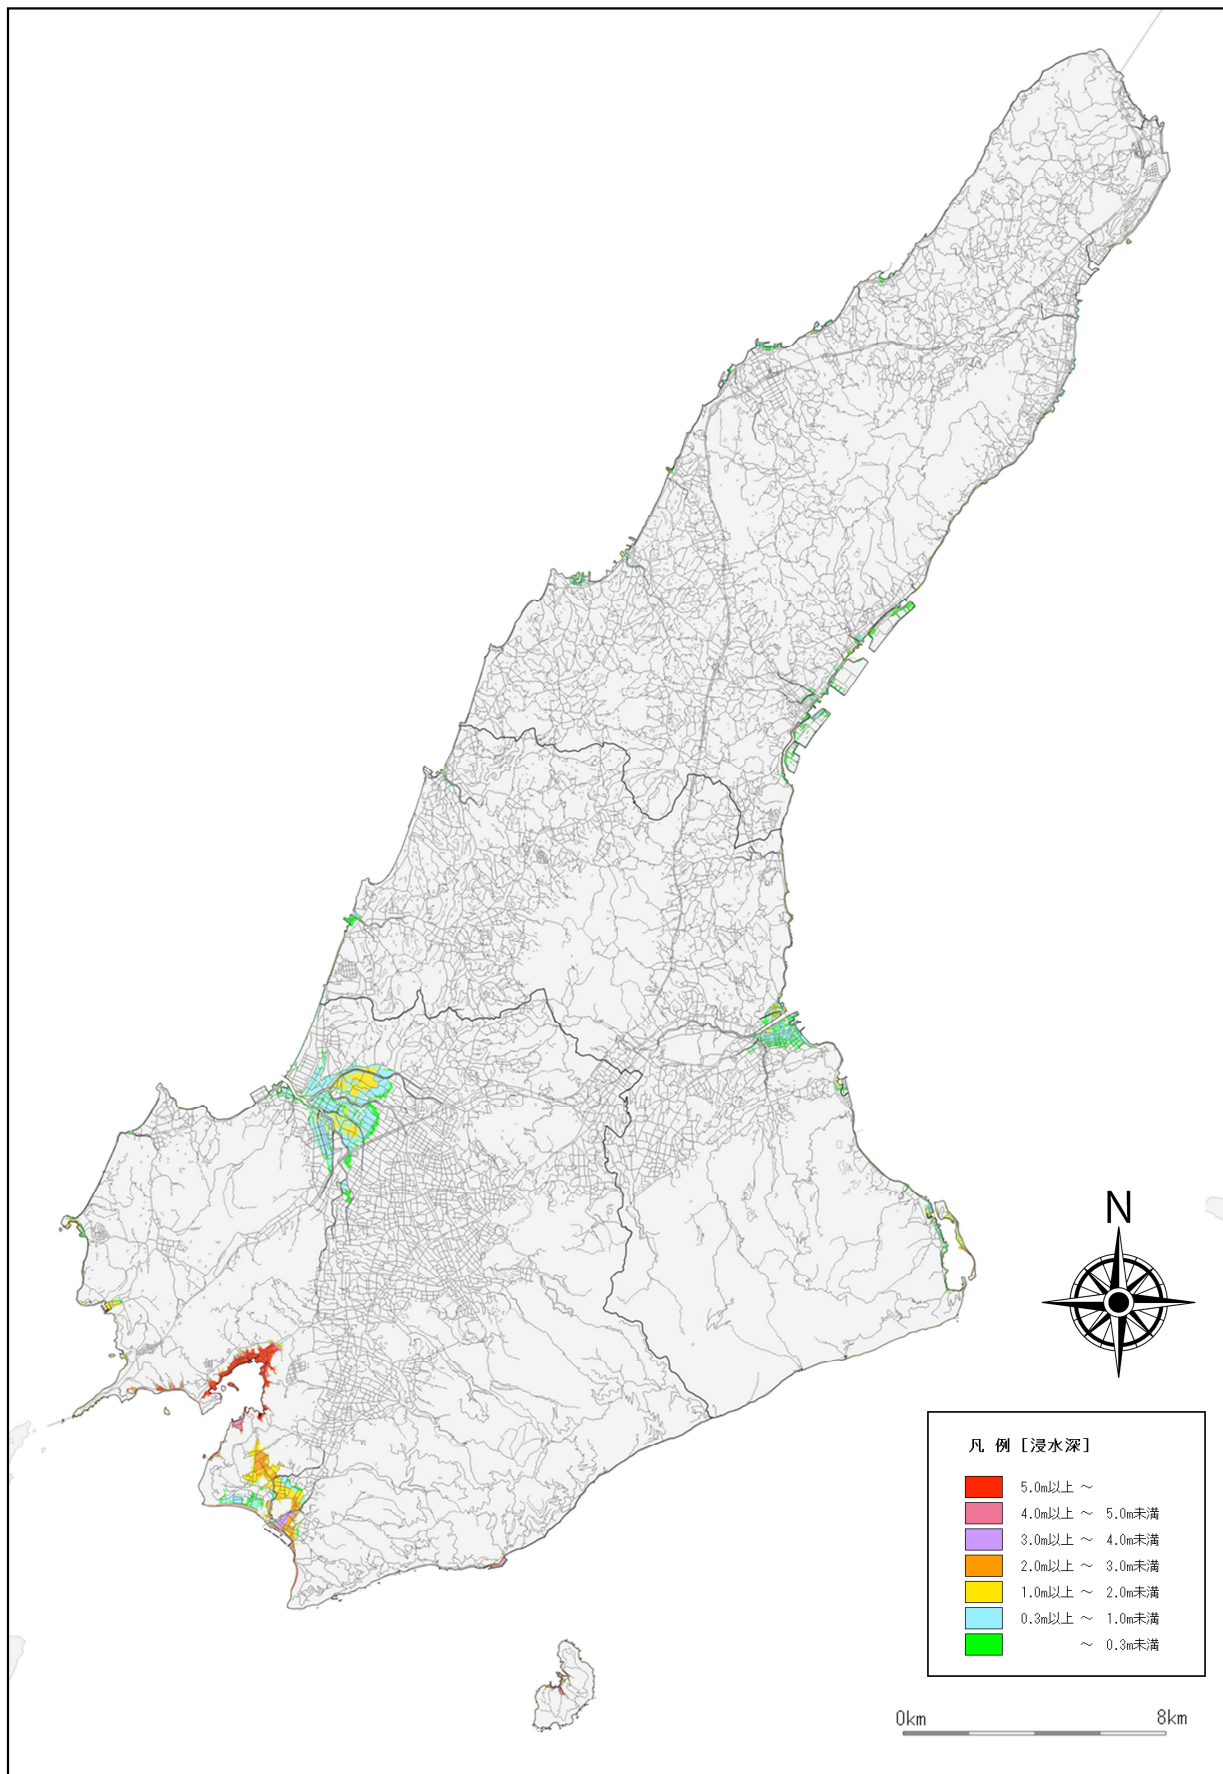 N
凡 例 [浸水深]
5.0m以上 ～
4.0m以上 ～ 5.0m未満
3.0m以上 ～ 4.0m未満
2.0m以上 ～ 3.0m未満
1.0m以上 ～ 2.0m未満
0.3m以上 ～ 1.0m未満
～ 0.3m未満
0km 8km